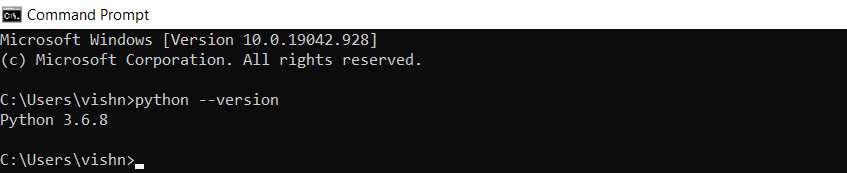 Command Prompt
Microsoft Windows [Version 10.0.19042.928]
(c) Microsoft Corporation. All rights reserved.
C:\Users\vishn>python --version
Python 3.6.8
C:\Users\vishn>